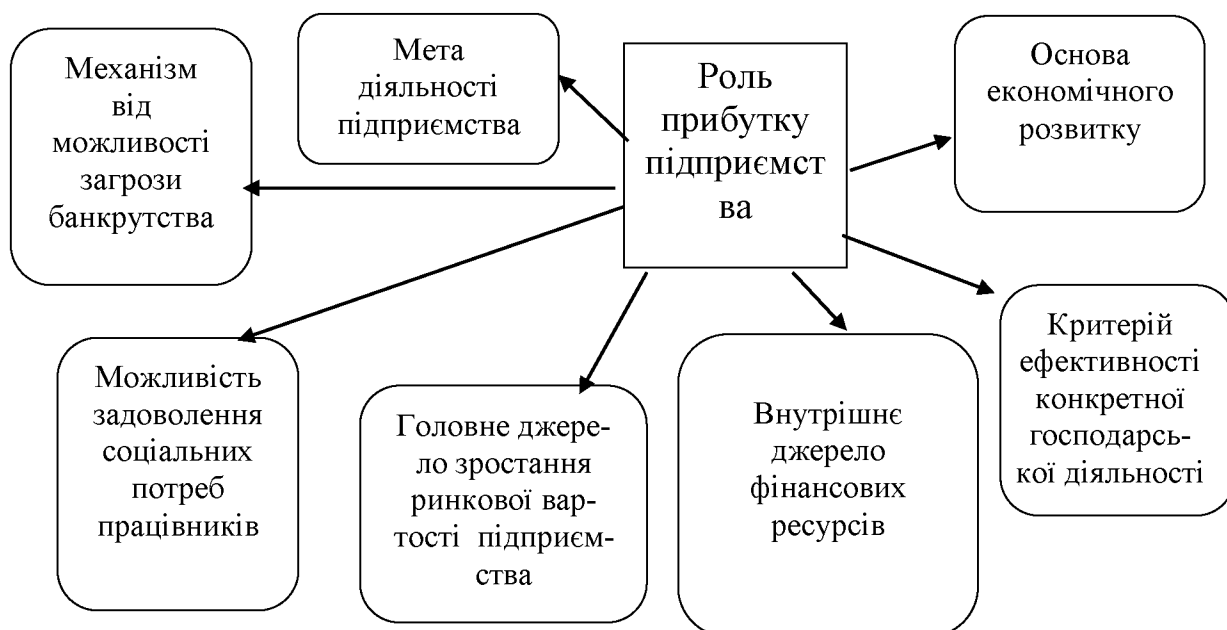 Механізм
від
можливості
загрози
банкрутства
Мета
діяльності
підприємства
Роль
прибутку
підприємст
ва
Основа
економічного
розвитку
Можливість
задоволення
соціальних
потреб
працівників
Головне джере-
ло зростання
ринкової вар-
тості підприєм-
ства
Внутрішнє
джерело
фінансових
ресурсів
Критерій
ефективності
конкретної
господарсь-
кої діяльності